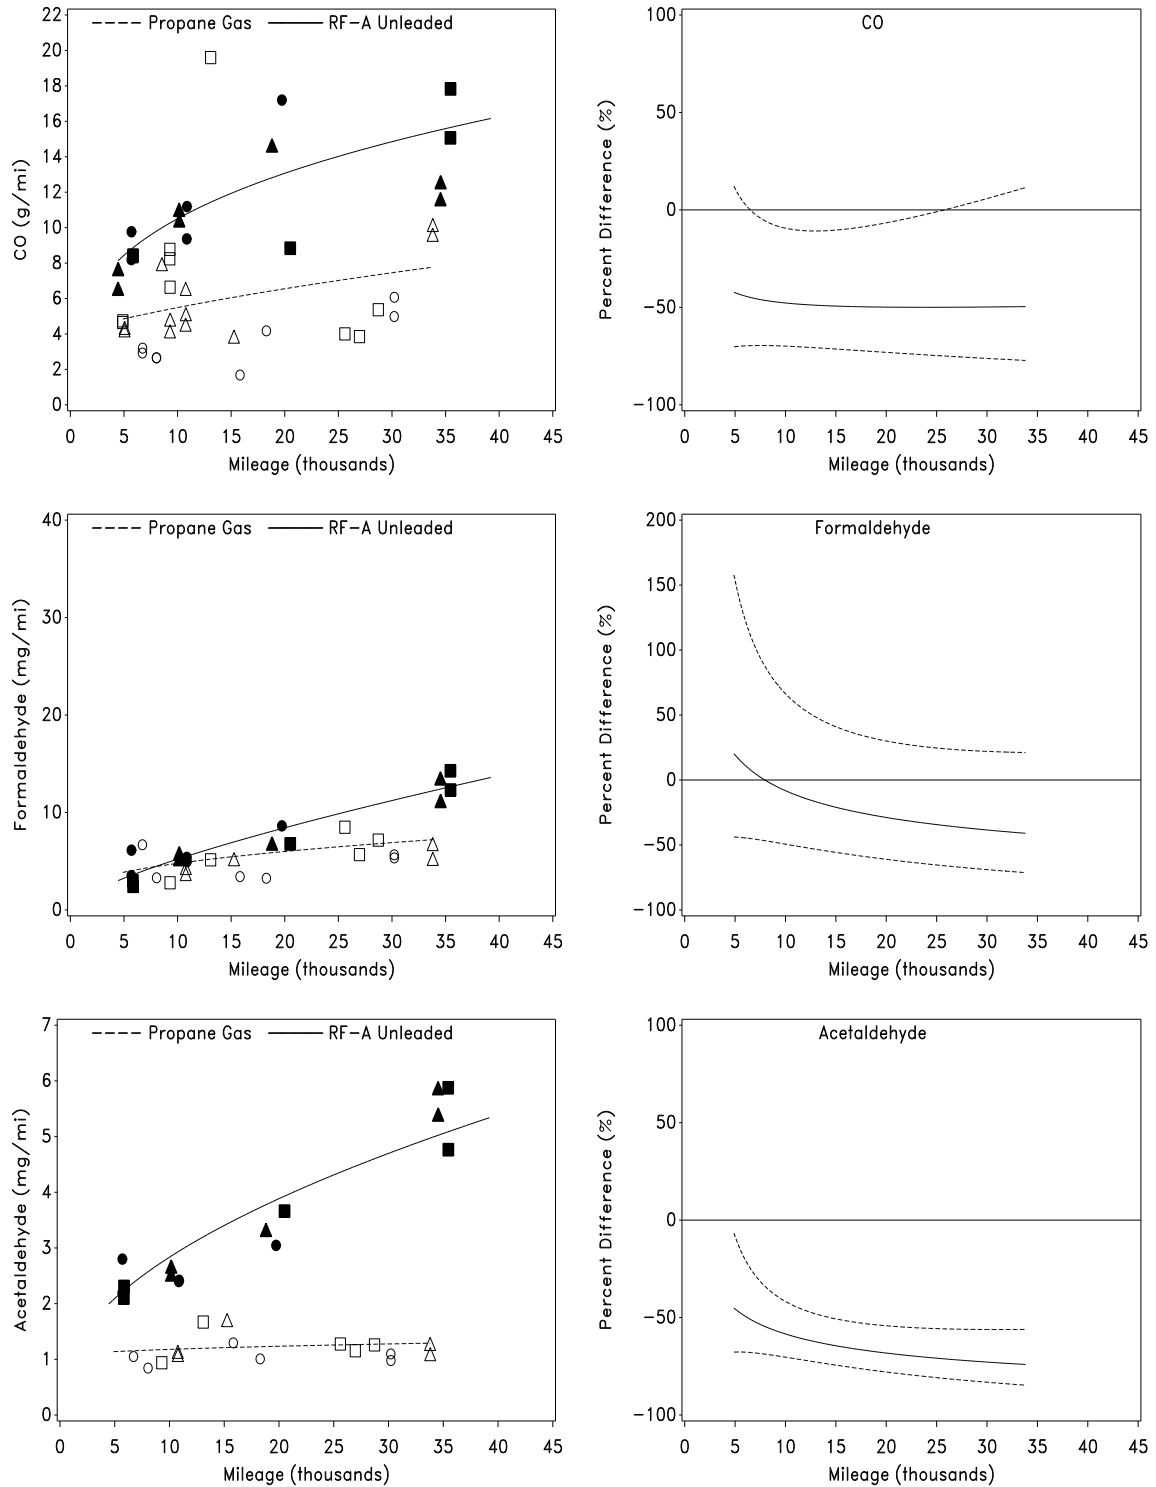 Propane Gas RF-A Unleaded
CO (g/mi)
22
20
18
16
14
12
10
8
6
4
2
0
0 5 10 15 20 25 30 35 40 45
Mileage (thousands)
CO
Percent Difference (%)
100
50
0
-50
-100
0 5 10 15 20 25 30 35 40 45
Mileage (thousands)
Propane Gas RF-A Unleaded
Formaldehyde (mg/mi)
40
30
20
10
0
0 5 10 15 20 25 30 35 40 45
Mileage (thousands)
Formaldehyde
Percent Difference (%)
200
150
100
50
0
-50
-100
0 5 10 15 20 25 30 35 40 45
Mileage (thousands)
Propane Gas RF-A Unleaded
Acetaldehyde (mg/mi)
7
6
5
4
3
2
1
0
0 5 10 15 20 25 30 35 40 45
Mileage (thousands)
Acetaldehyde
Percent Difference (%)
100
50
0
-50
-100
0 5 10 15 20 25 30 35 40 45
Mileage (thousands)